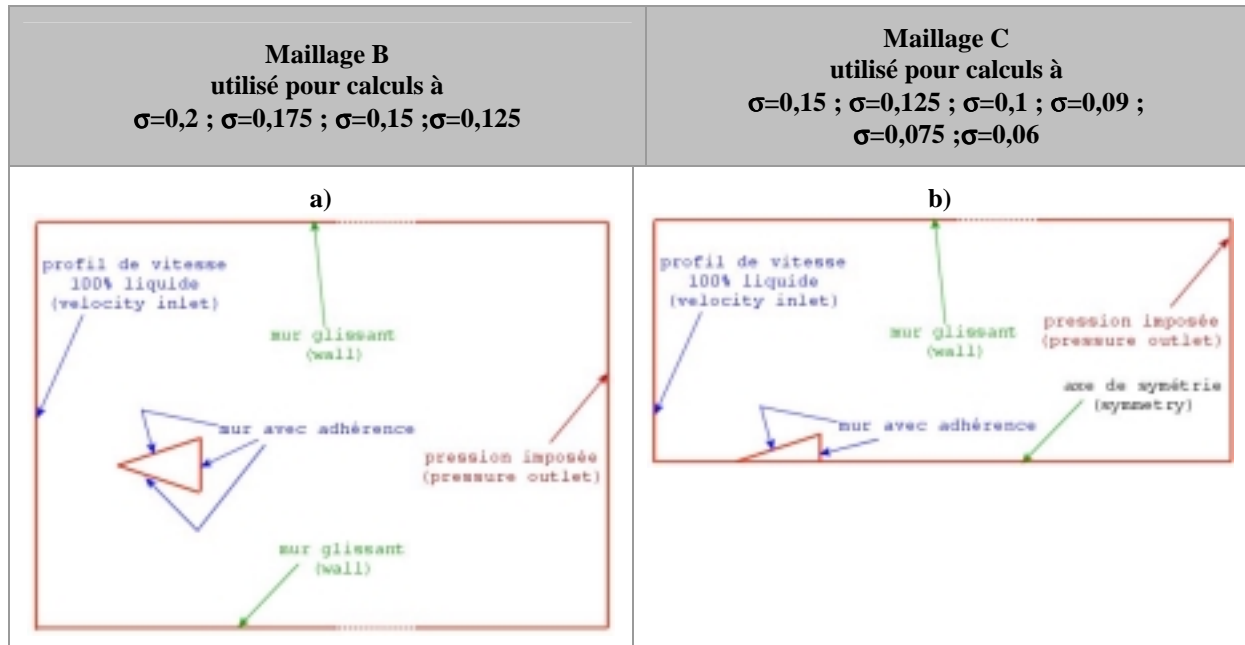 Maillage B
utilisé pour calculs à
σ=0,2 ; σ=0,175 ; σ=0,15 ;σ=0,125
Maillage C
utilisé pour calculs à
σ=0,15 ; σ=0,125 ; σ=0,1 ; σ=0,09 ;
σ=0,075 ;σ=0,06
a)
profil de vitesse
100% liquide
(velocity inlet)
mur glissant
(wall)
mur avec adhérence
pression imposée
(pressure outlet)
mur glissant
(wall)
b)
profil de vitesse
100% liquide
(velocity inlet)
mur glissant
(wall)
pression imposée
(pressure outlet)
axe de symétrie
(symmetry)
mur avec adhérence